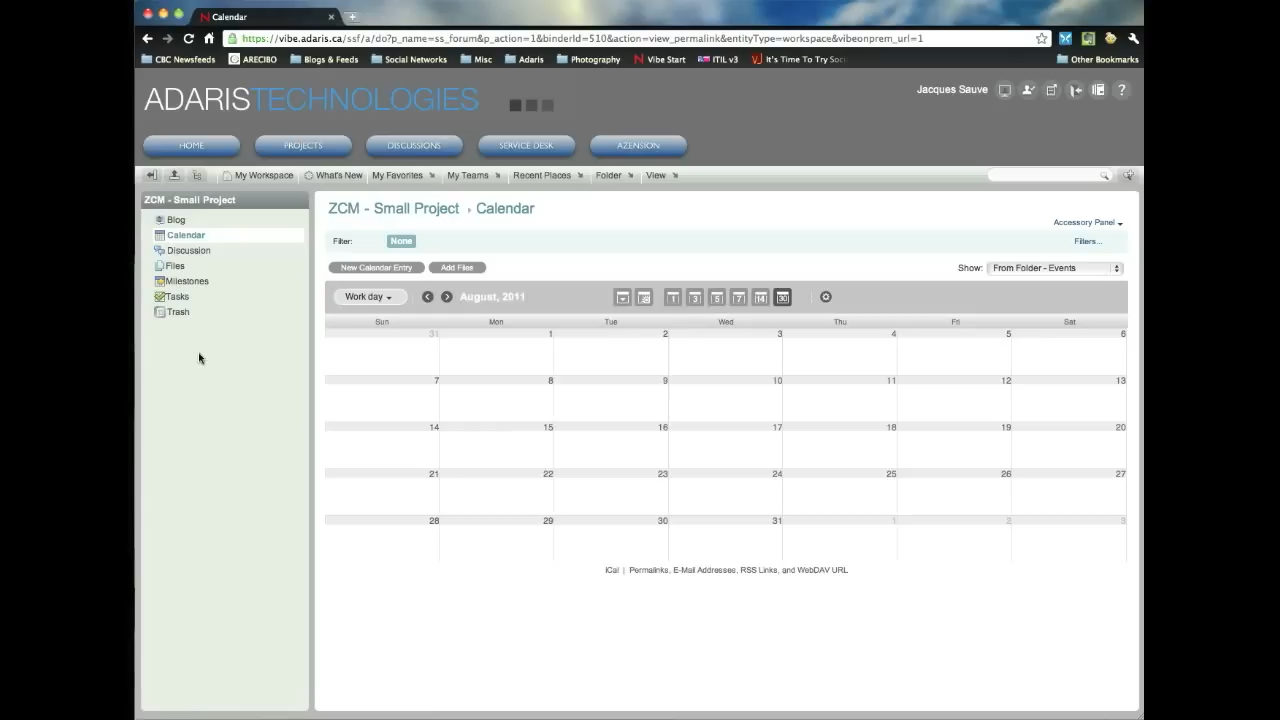 Calendar
https://vibe.adaris.ca/ssf/a/do?p_name=ss_forum&p_action=1&binderId=510&action=view_permalink&entityType=workspace&vibeonprem_url=1
CBC Newsfeeds ARECIBO Blogs & Feeds Social Networks Misc Adaris Photography Vibe Start ITIL v3 It's Time To Try Soc Other Bookmarks
ADARISTECHNOLOGIES
Jacques Sauve
HOME PROJECTS DISCUSSIONS SERVICE DESK AZENSION
My Workspace What's New My Favorites My Teams Recent Places Folder View
ZCM - Small Project
Blog
Calendar
Discussion
Files
Milestones
Tasks
Trash
ZCM - Small Project › Calendar
Accessory Panel
Filter: None Filters...
New Calendar Entry Add Files Show: From Folder - Events
Work day August, 2011 1 3 5 7 14 30
Sun Mon Tue Wed Thu Fri Sat
31 1 2 3 4 5 6
7 8 9 10 11 12 13
14 15 16 17 18 19 20
21 22 23 24 25 26 27
28 29 30 31 1 2 3
iCal | Permalinks, E-Mail Addresses, RSS Links, and WebDAV URL